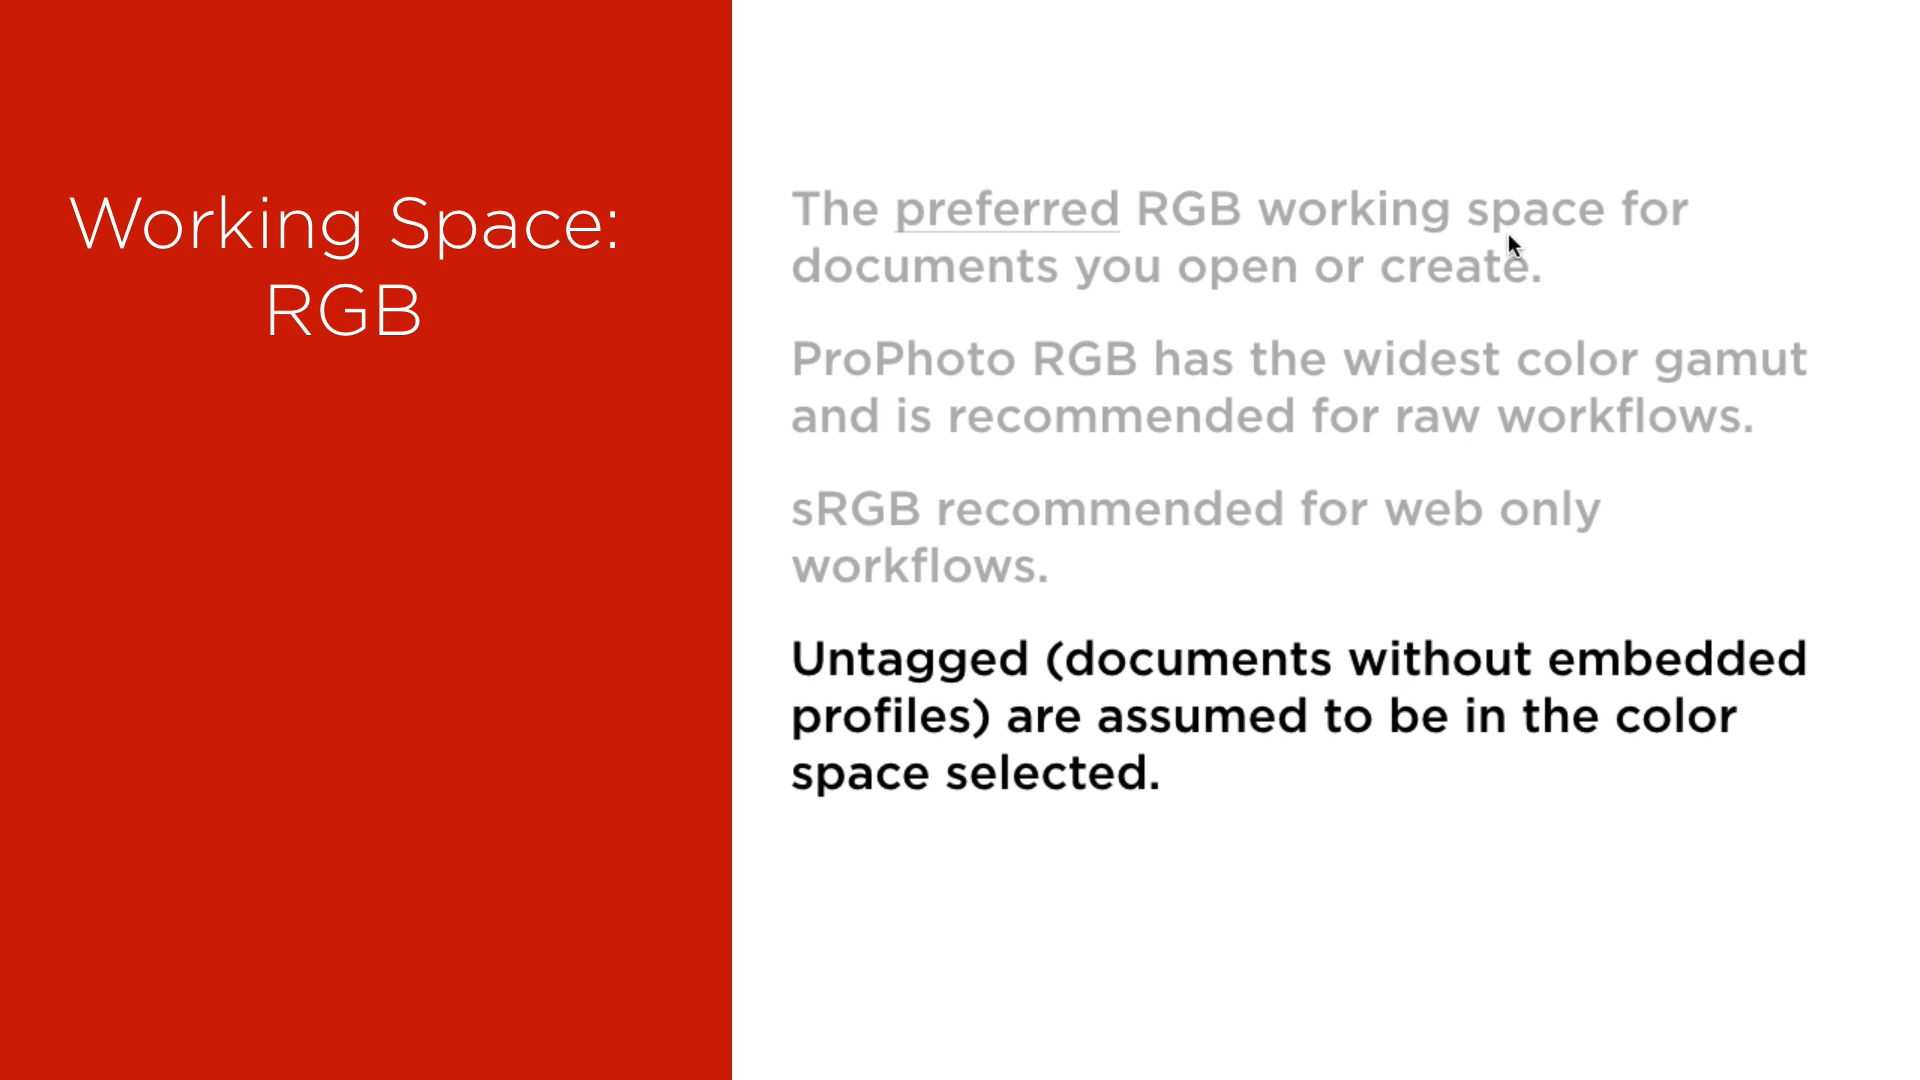 Working Space:
RGB
The preferred RGB working space for
documents you open or create.
ProPhoto RGB has the widest color gamut
and is recommended for raw workflows.
sRGB recommended for web only
workflows.
Untagged (documents without embedded
profiles) are assumed to be in the color
space selected.